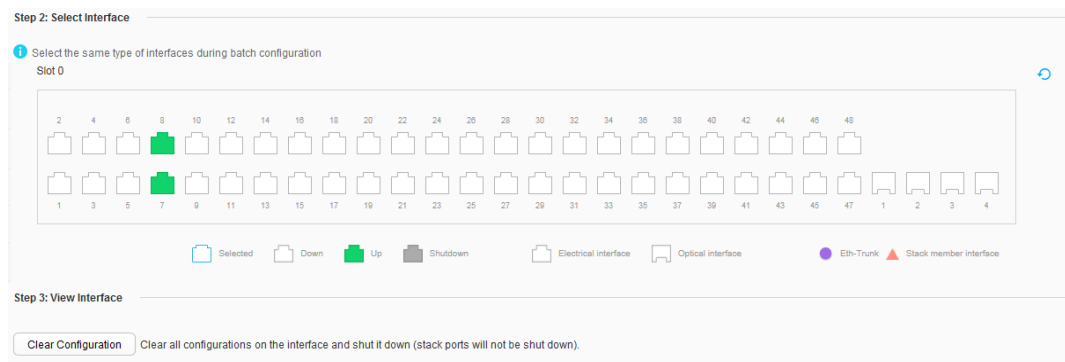 Step 2: Select Interface
Select the same type of interfaces during batch configuration
Slot 0
2 4 6 8 10 12 14 16 18 20 22 24 26 28 30 32 34 36 38 40 42 44 46 48
1 3 5 7 9 11 13 15 17 19 21 23 25 27 29 31 33 35 37 39 41 43 45 47 1 2 3 4
Selected Down Up Shutdown Electrical interface Optical interface Eth-Trunk Stack member interface
Step 3: View Interface
Clear Configuration Clear all configurations on the interface and shut it down (stack ports will not be shut down).